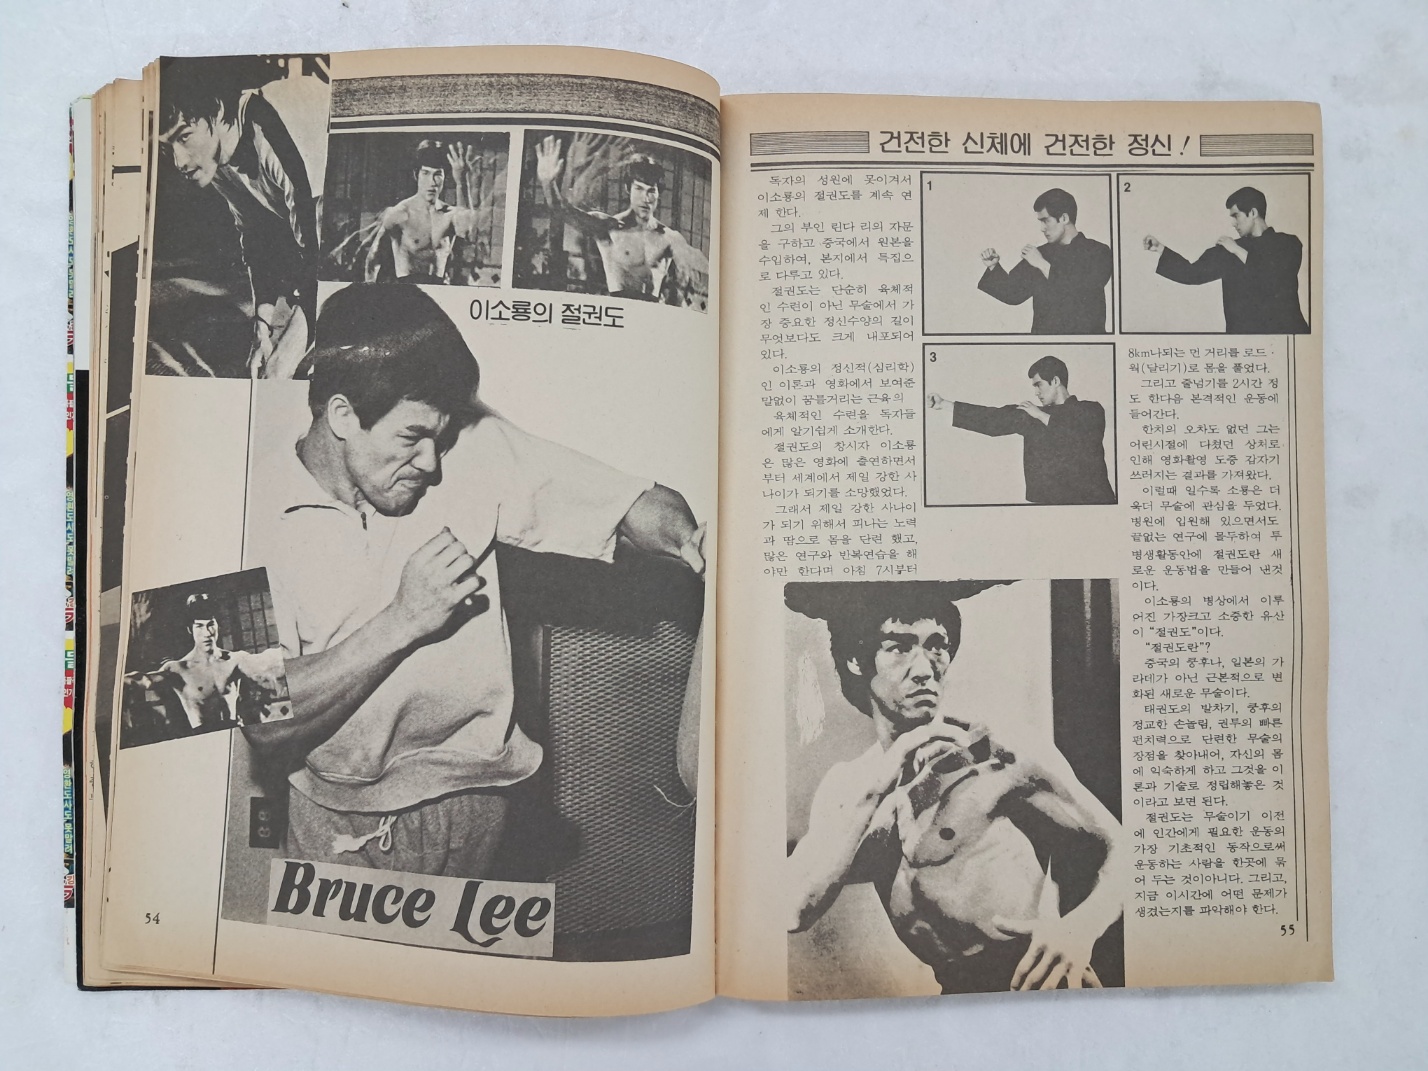 이소룡의 절권도
Bruce Lee
54
건전한 신체에 건전한 정신!
독자의 성원에 못이겨서
이소룡의 절권도를 계속 연
제 한다.
그의 부인 린다 리의 자문
을 구하고 중국에서 원본을
수입하여, 본지에서 특집으
로 다루고 있다.
절권도는 단순히 육체적
인 수련이 아닌 무술에서 가
장 중요한 정신수양의 길이
무엇보다도 크게 내포되어
있다.
이소룡의 정신적(심리학)
인 이론과 영화에서 보여준
말없이 꿈틀거리는 근육의
육체적인 수련을 독자들
에게 알기쉽게 소개한다.
절권도의 창시자 이소룡
은 많은 영화에 출연하면서
부터 세계에서 제일 강한 사
나이가 되기를 소망했었다.
그래서 제일 강한 사나이
가 되기 위해서 피나는 노력
과 땀으로 몸을 단련 했고,
많은 연구와 반복연습을 해
야만 한다며 아침 7시부터
1
2
3
8km나되는 먼 거리를 로드·
웍(달리기)로 몸을 풀었다.
그리고 줄넘기를 2시간 정
도 한다음 본격적인 운동에
들어간다.
한치의 오차도 없던 그는
어린시절에 다쳤던 상처로
인해 영화촬영 도중 갑자기
쓰러지는 결과를 가져왔다.
이럴때 일수록 소룡은 더
욱더 무술에 관심을 두었다.
병원에 입원해 있으면서도
끝없는 연구에 몰두하여 투
병생활동안에 절권도란 새
로운 운동법을 만들어 낸것
이다.
이소룡의 병상에서 이루
어진 가장크고 소중한 유산
이 “절권도”이다.
“절권도란”?
중국의 쿵후나, 일본의 가
라데가 아닌 근본적으로 변
화된 새로운 무술이다.
태권도의 발차기, 쿵후의
정교한 손놀림, 권투의 빠른
펀치력으로 단련한 무술의
장점을 찾아내어, 자신의 몸
에 익숙하게 하고 그것을 이
론과 기술로 정립해놓은 것
이라고 보면 된다.
절권도는 무술이기 이전
에 인간에게 필요한 운동의
가장 기초적인 동작으로써
운동하는 사람을 한곳에 묶
어 두는 것이아니다. 그리고,
지금 이시간에 어떤 문제가
생겼는지를 파악해야 한다.
55